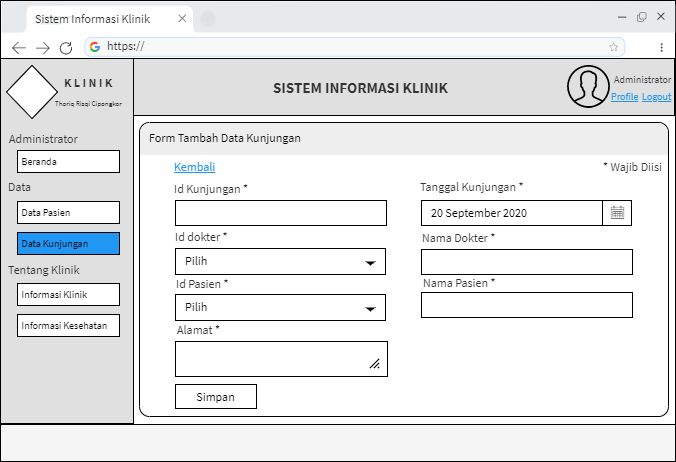 Sistem Informasi Klinik
https://
KLINIK
Thoriq Risqi Cipongkor
SISTEM INFORMASI KLINIK
Administrator
Profile Logout
Administrator
Beranda
Data
Data Pasien
Data Kunjungan
Tentang Klinik
Informasi Klinik
Informasi Kesehatan
Form Tambah Data Kunjungan
Kembali
* Wajib Diisi
Id Kunjungan *
Tanggal Kunjungan *
20 September 2020
Id dokter *
Pilih
Nama Dokter *
Id Pasien *
Pilih
Nama Pasien *
Alamat *
Simpan